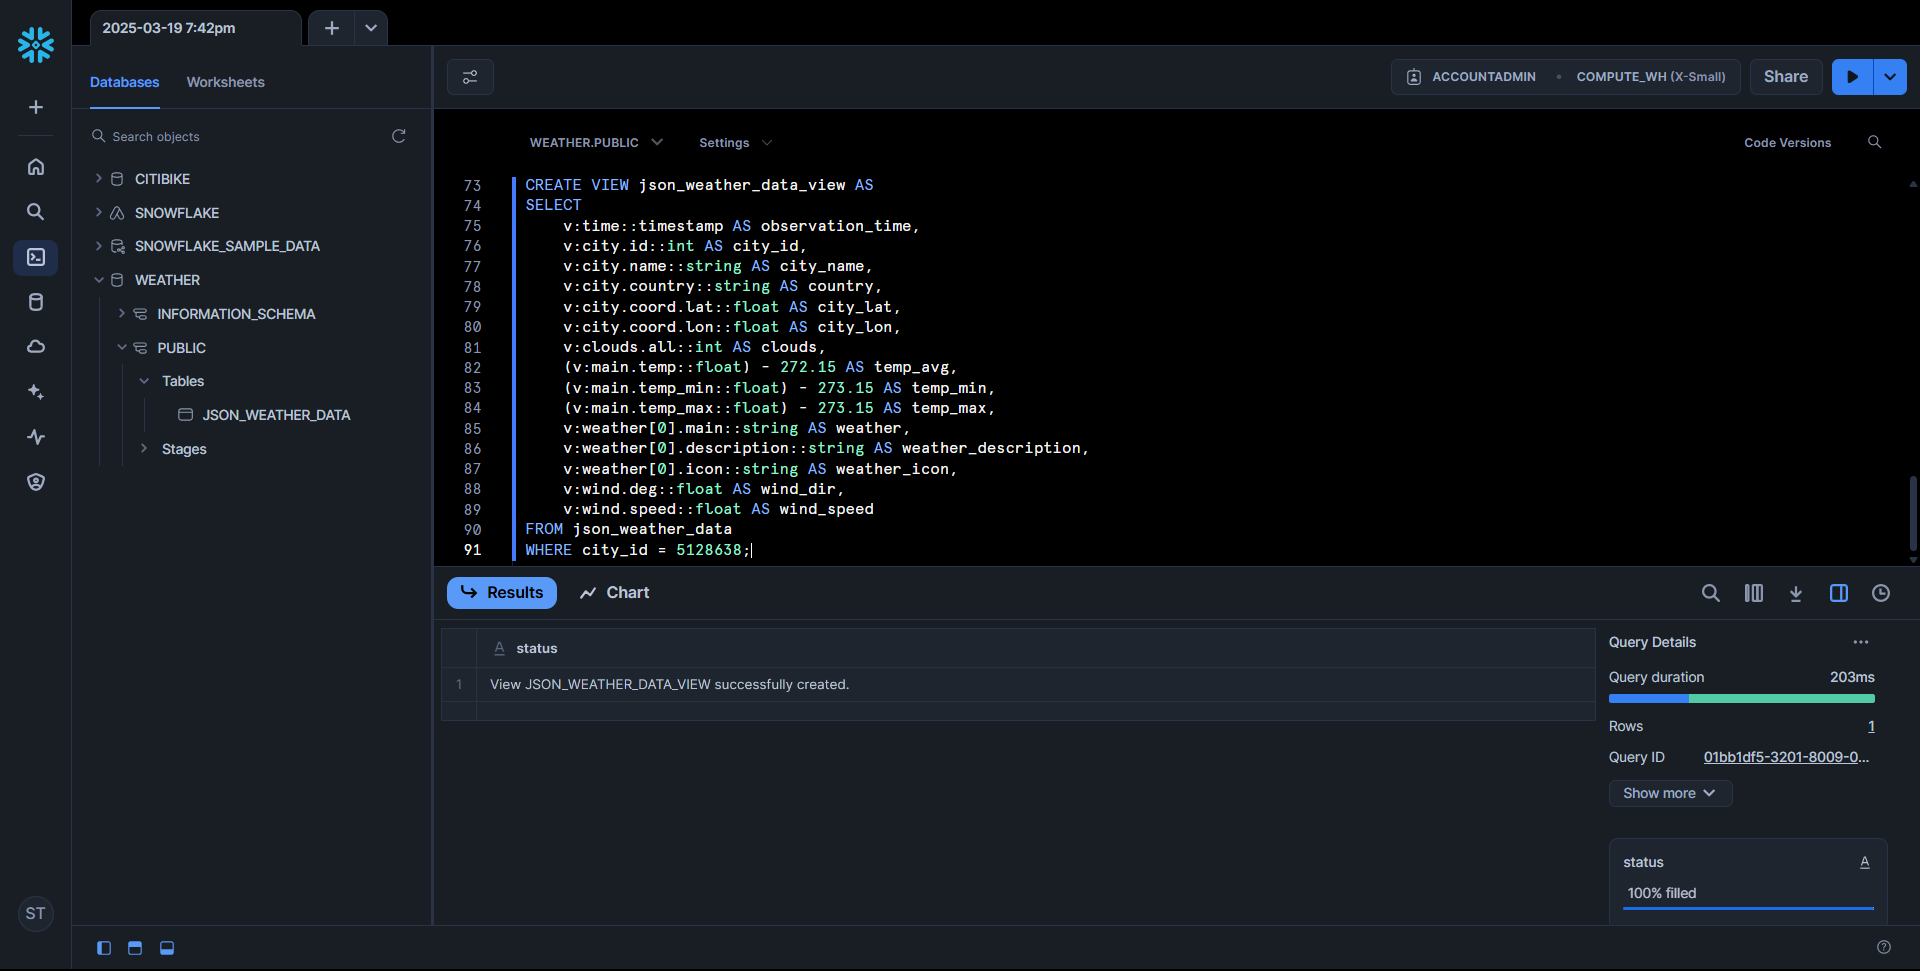 2025-03-19 7:42pm
Databases
Worksheets
ACCOUNTADMIN
COMPUTE_WH (X-Small)
Share
Search objects
CITIBIKE
SNOWFLAKE
SNOWFLAKE_SAMPLE_DATA
WEATHER
INFORMATION_SCHEMA
PUBLIC
Tables
JSON_WEATHER_DATA
Stages
ST
WEATHER.PUBLIC
Settings
Code Versions
73 CREATE VIEW json_weather_data_view AS
74 SELECT
75 v:time::timestamp AS observation_time,
76 v:city.id::int AS city_id,
77 v:city.name::string AS city_name,
78 v:city.country::string AS country,
79 v:city.coord.lat::float AS city_lat,
80 v:city.coord.lon::float AS city_lon,
81 v:clouds.all::int AS clouds,
82 (v:main.temp::float) - 272.15 AS temp_avg,
83 (v:main.temp_min::float) - 273.15 AS temp_min,
84 (v:main.temp_max::float) - 273.15 AS temp_max,
85 v:weather[0].main::string AS weather,
86 v:weather[0].description::string AS weather_description,
87 v:weather[0].icon::string AS weather_icon,
88 v:wind.deg::float AS wind_dir,
89 v:wind.speed::float AS wind_speed
90 FROM json_weather_data
91 WHERE city_id = 5128638;
Results
Chart
A status
1 View JSON_WEATHER_DATA_VIEW successfully created.
Query Details
Query duration 203ms
Rows 1
Query ID 01bb1df5-3201-8009-0...
Show more
status A
100% filled